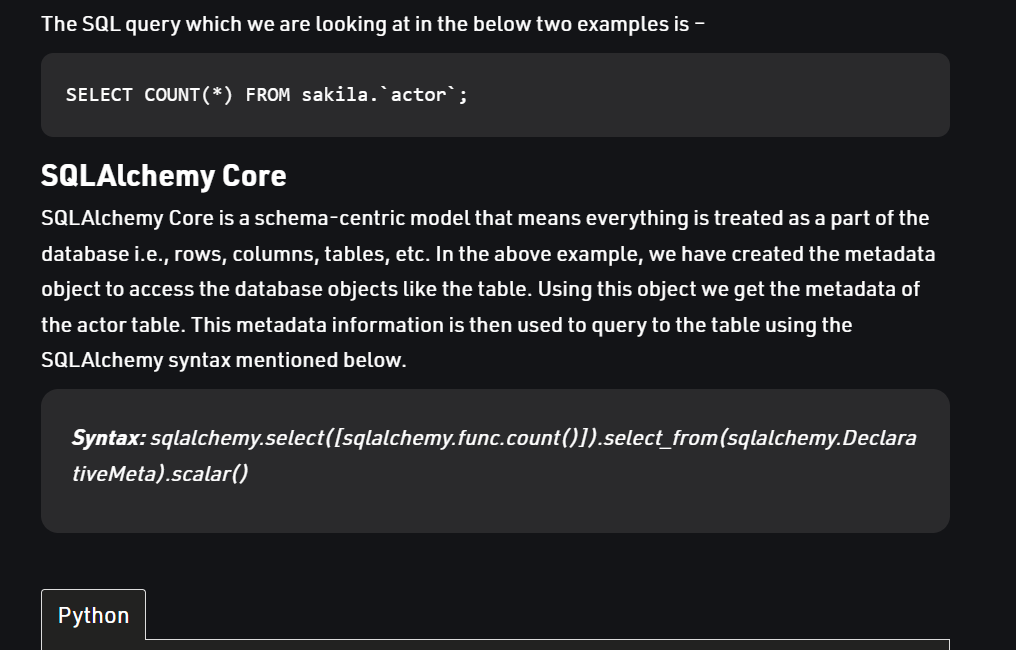 The SQL query which we are looking at in the below two examples is –
SELECT COUNT(*) FROM sakila.`actor`;
SQLAlchemy Core
SQLAlchemy Core is a schema-centric model that means everything is treated as a part of the
database i.e., rows, columns, tables, etc. In the above example, we have created the metadata
object to access the database objects like the table. Using this object we get the metadata of
the actor table. This metadata information is then used to query to the table using the
SQLAlchemy syntax mentioned below.
Syntax: sqlalchemy.select([sqlalchemy.func.count()]).select_from(sqlalchemy.Declara
tiveMeta).scalar()
Python